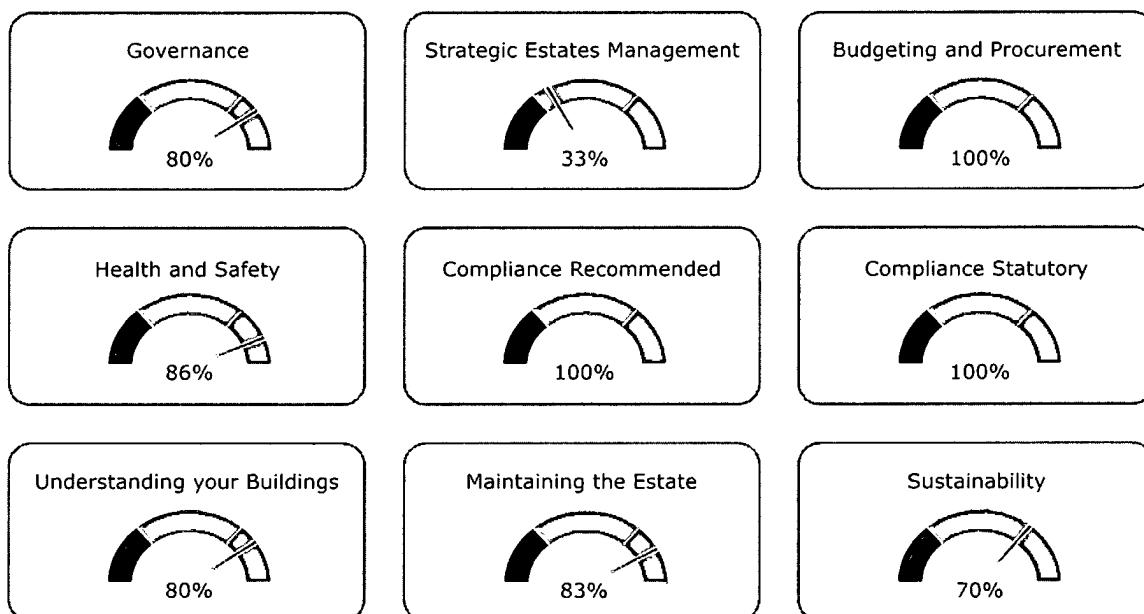 Governance
80%
Strategic Estates Management
33%
Budgeting and Procurement
100%
Health and Safety
86%
Compliance Recommended
100%
Compliance Statutory
100%
Understanding your Buildings
80%
Maintaining the Estate
83%
Sustainability
70%